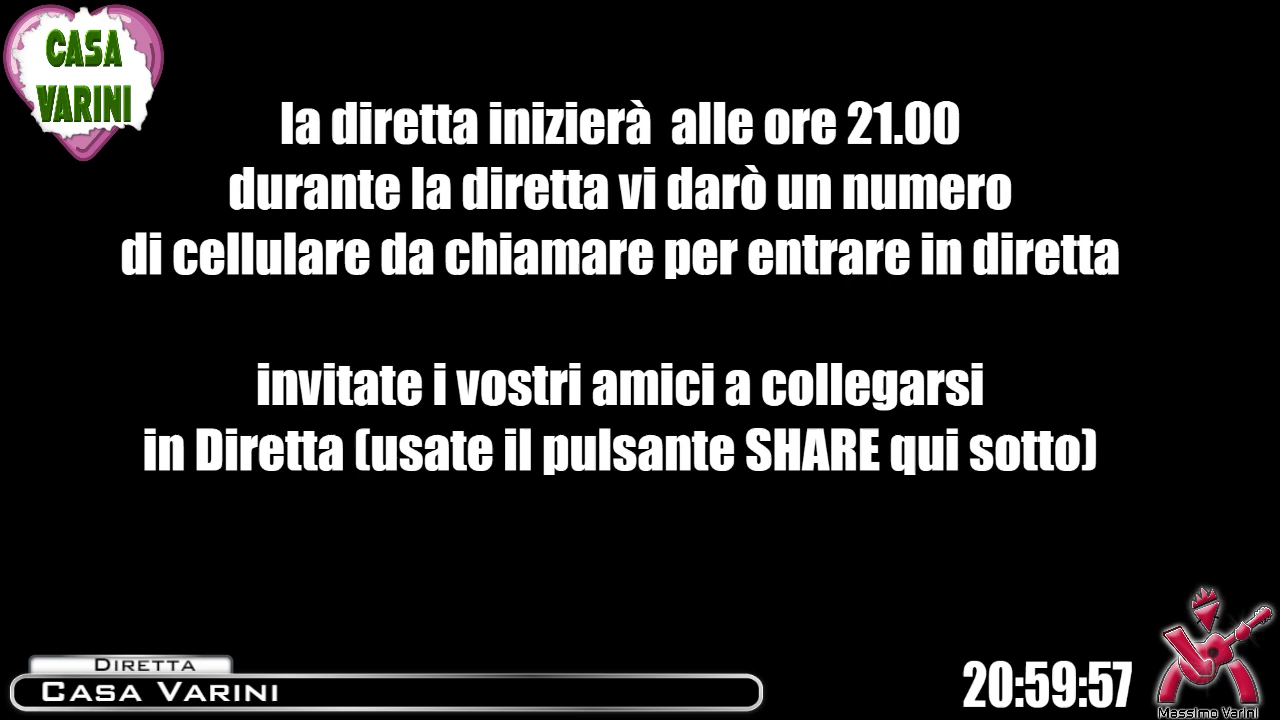 CASA
VARINI
la diretta inizierà alle ore 21.00
durante la diretta vi darò un numero
di cellulare da chiamare per entrare in diretta
invitate i vostri amici a collegarsi
in Diretta (usate il pulsante SHARE qui sotto)
DIRETTA
CASA VARINI
20:59:57
Massimo Varini